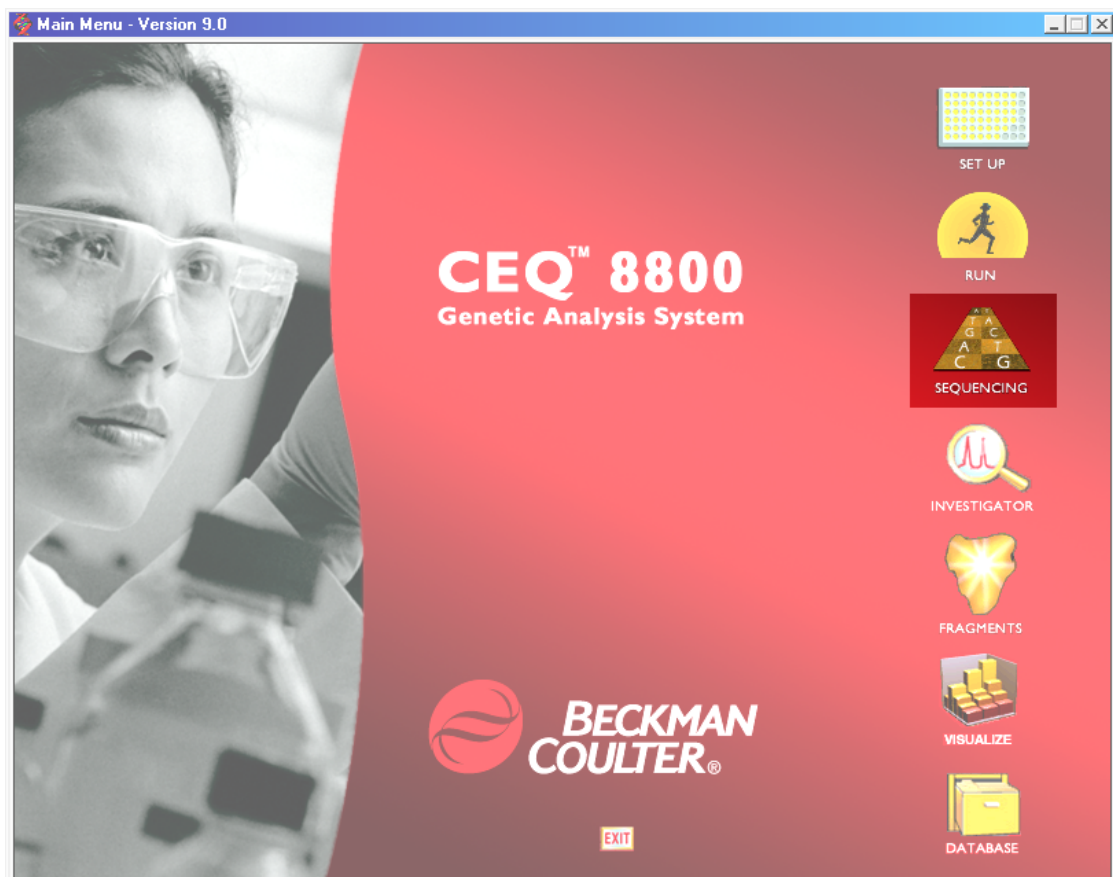 Main Menu - Version 9.0
SET UP
CEQ™ 8800
Genetic Analysis System
RUN
A T
T A
G C
A T
C G
SEQUENCING
INVESTIGATOR
FRAGMENTS
BECKMAN
COULTER®
VISUALIZE
EXIT
DATABASE